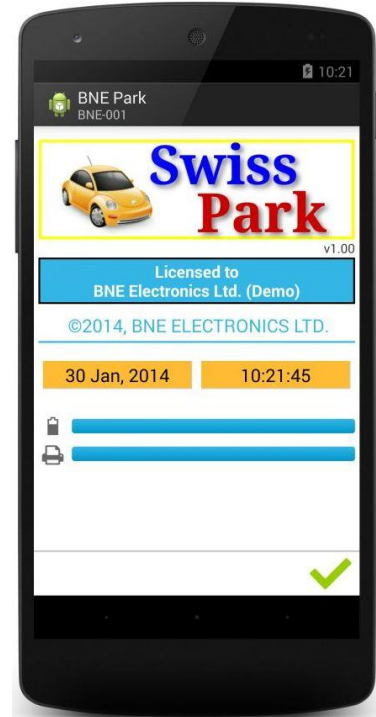 10:21
BNE Park
BNE-001
Swiss
Park
v1.00
Licensed to
BNE Electronics Ltd. (Demo)
©2014, BNE ELECTRONICS LTD.
30 Jan, 2014 10:21:45